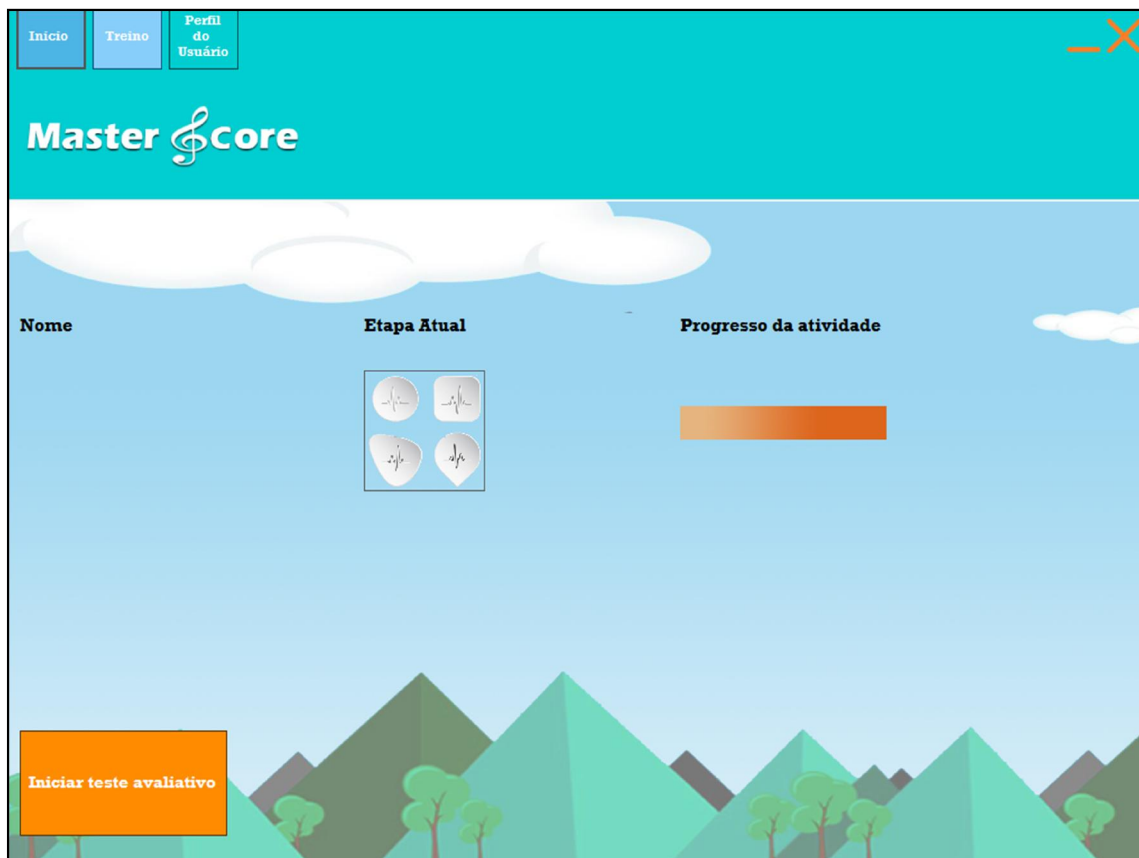 Inicio
Treino
Perfil
do
Usuário
Master Score
Nome
Etapa Atual
Progresso da atividade
Iniciar teste avaliativo